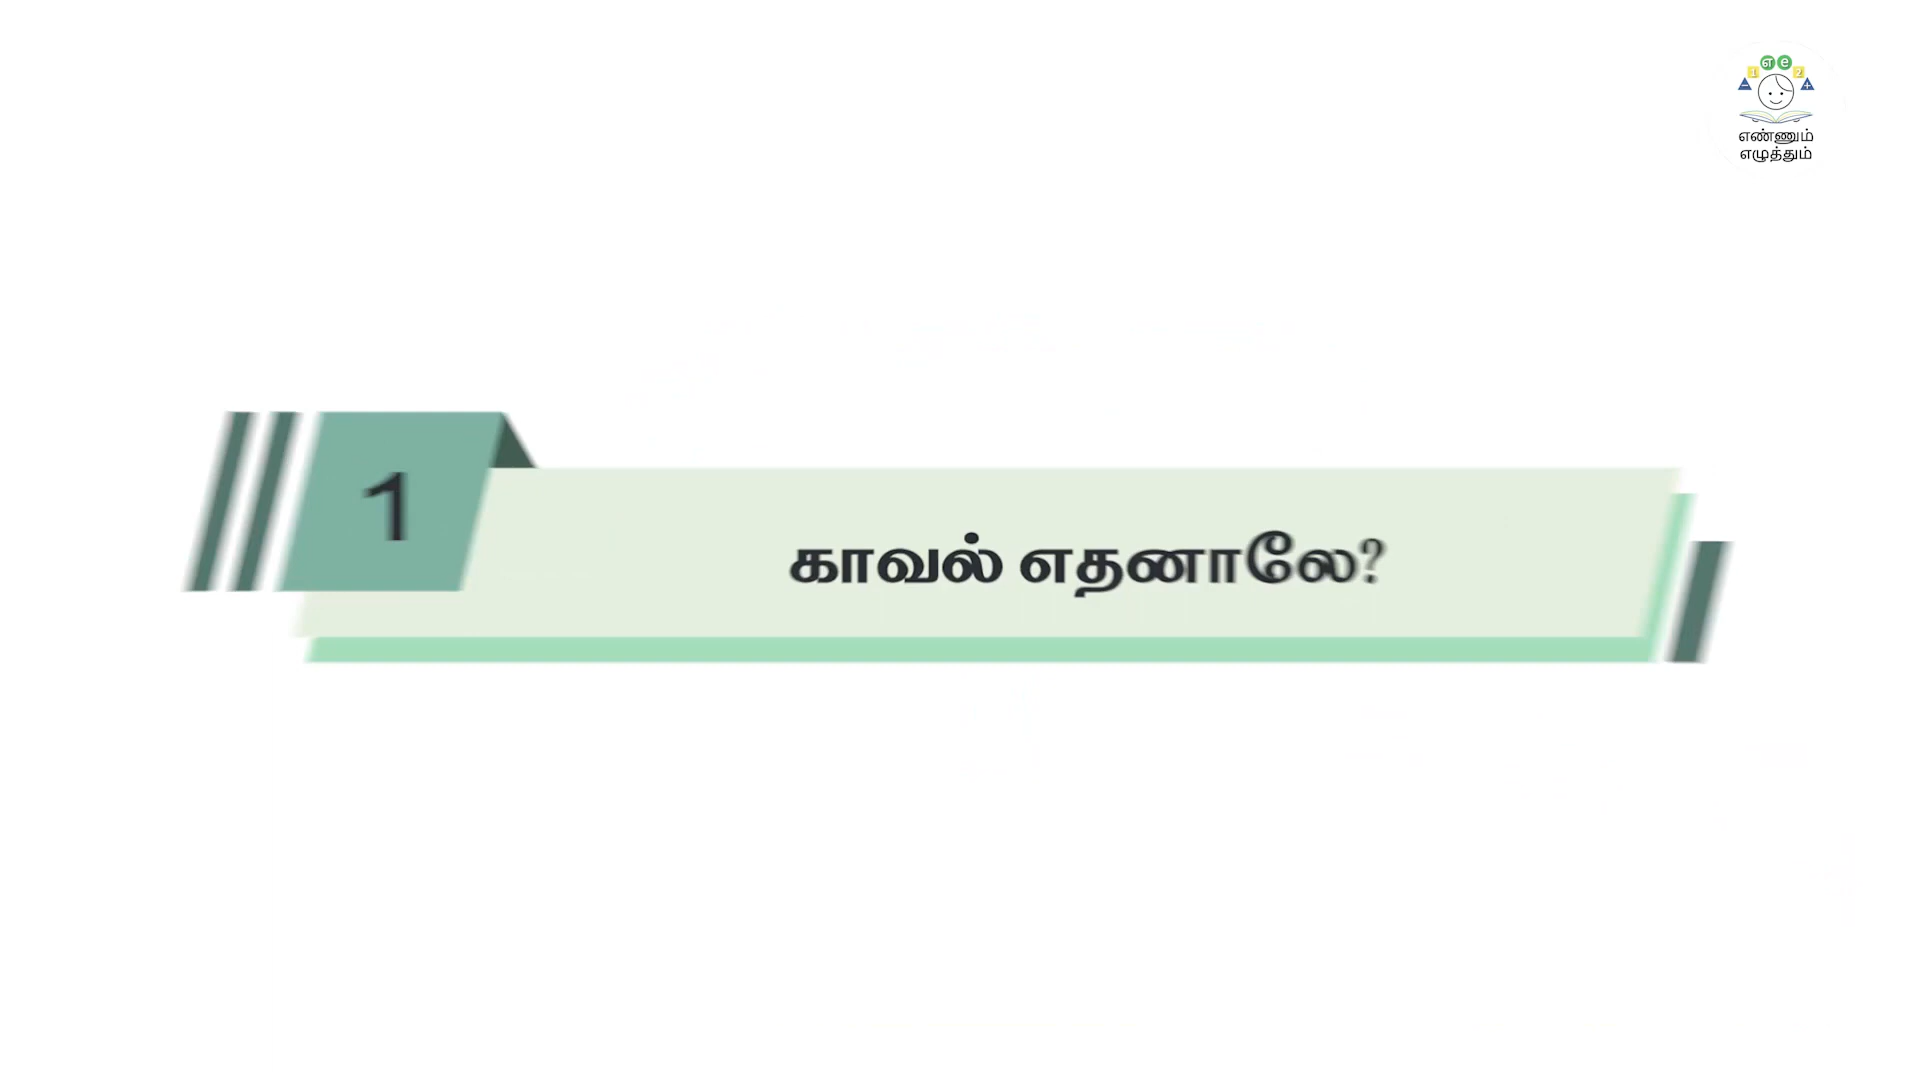 எ e
1 2
எண்ணும்
எழுத்தும்
1
காவல் எதனாலே?